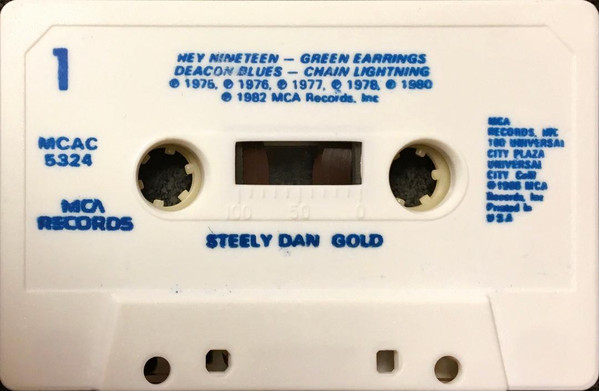 1
HEY NINETEEN — GREEN EARRINGS
DEACON BLUES — CHAIN LIGHTNING
℗ 1975, ℗ 1976, ℗ 1977, ℗ 1978, ℗ 1980
℗ 1982 MCA Records, Inc
MCAC
5324
MCA
RECORDS
100 50 0
STEELY DAN GOLD
MCA
RECORDS, INC
100 UNIVERSAL
CITY PLAZA
UNIVERSAL
CITY Calif
MCA
Records, Inc
Printed in
U S A